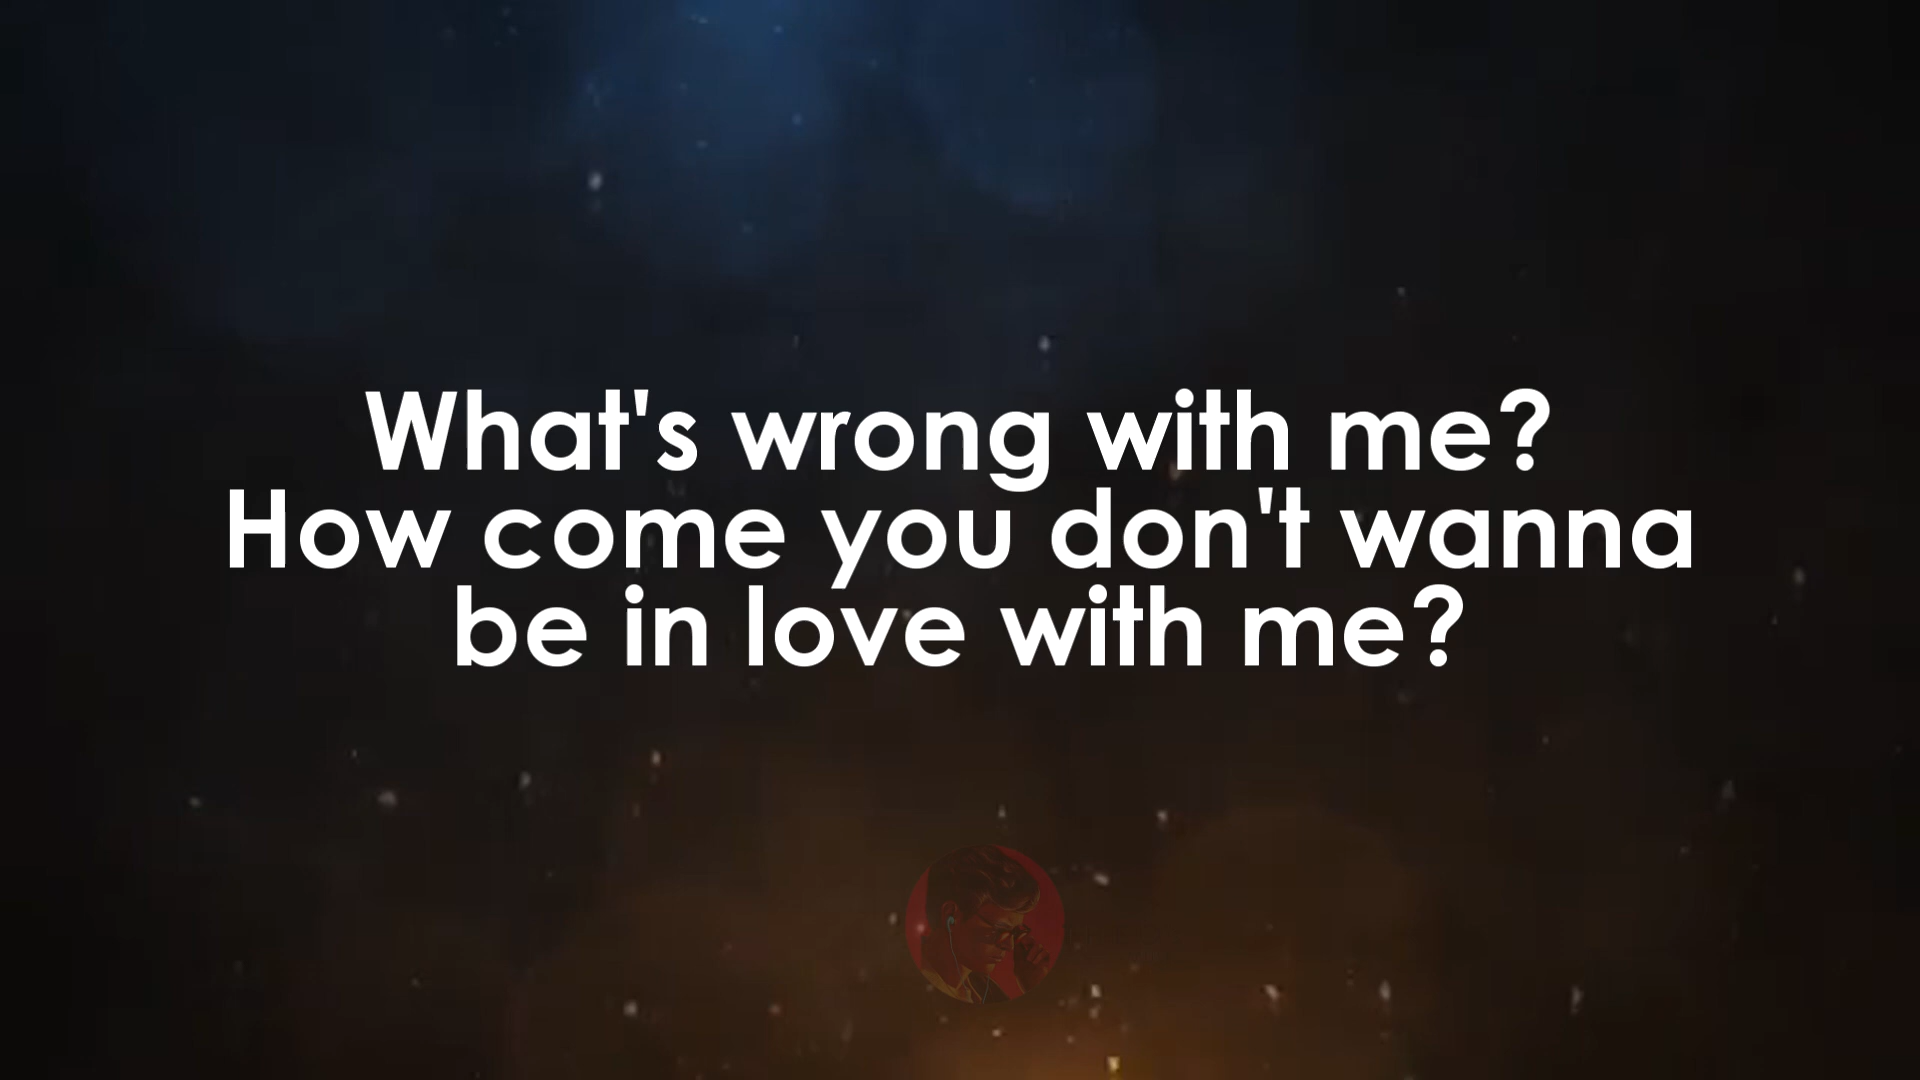 What's wrong with me?
How come you don't wanna
be in love with me?